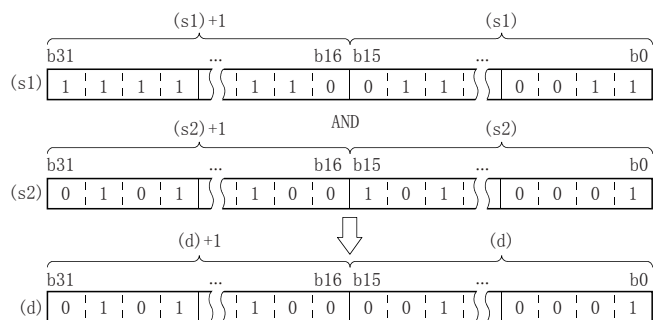 (s1)+1 (s1)
b31 ... b16 b15 ... b0
(s1) 1 1 1 1 1 1 0 0 1 1 0 0 1 1
AND
(s2)+1 (s2)
b31 ... b16 b15 ... b0
(s2) 0 1 0 1 1 0 0 1 0 1 0 0 0 1
(d)+1 (d)
b31 ... b16 b15 ... b0
(d) 0 1 0 1 1 0 0 0 0 1 0 0 0 1